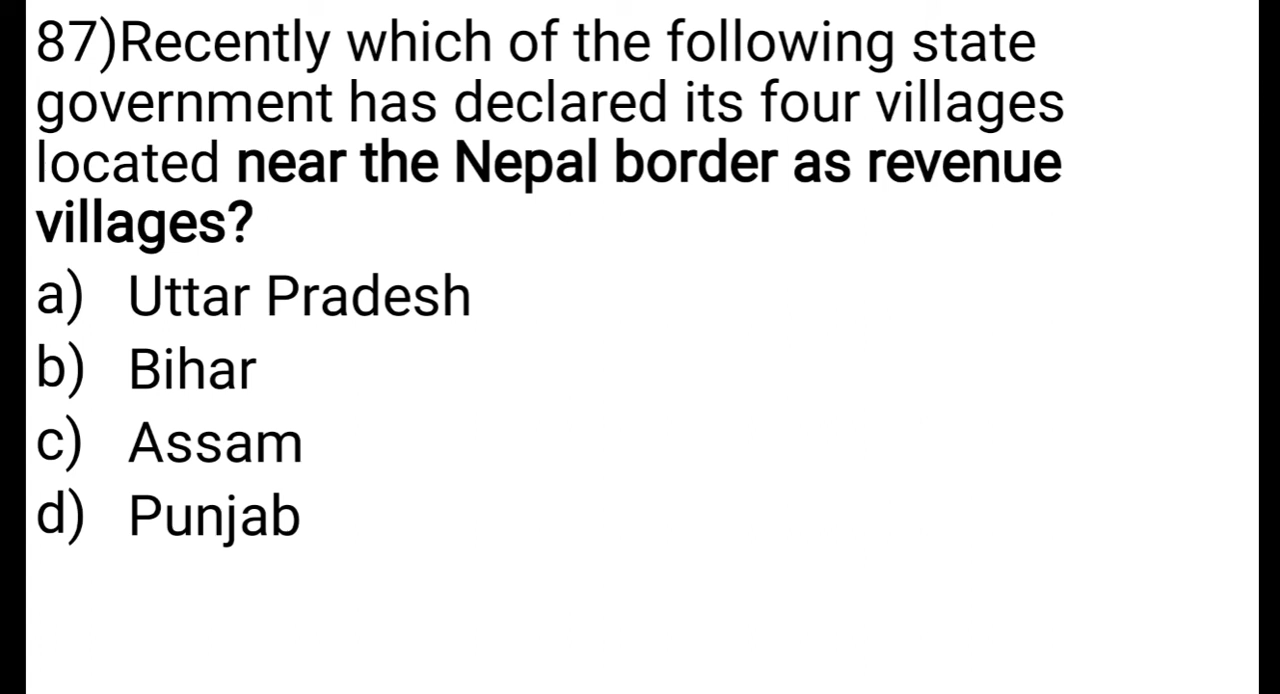 87)Recently which of the following state
government has declared its four villages
located near the Nepal border as revenue
villages?
a) Uttar Pradesh
b) Bihar
c) Assam
d) Punjab